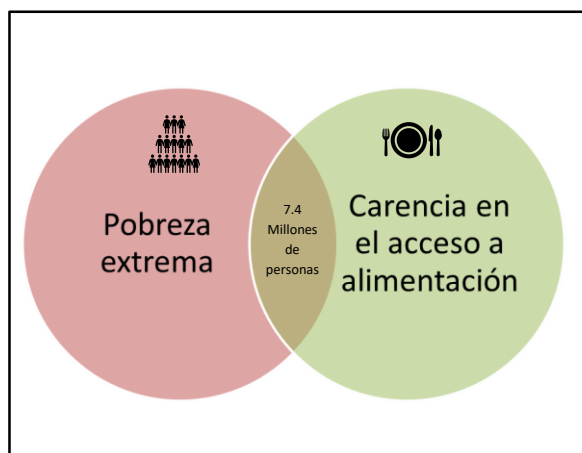 Pobreza
extrema
7.4
Millones
de
personas
Carencia en
el acceso a
alimentación